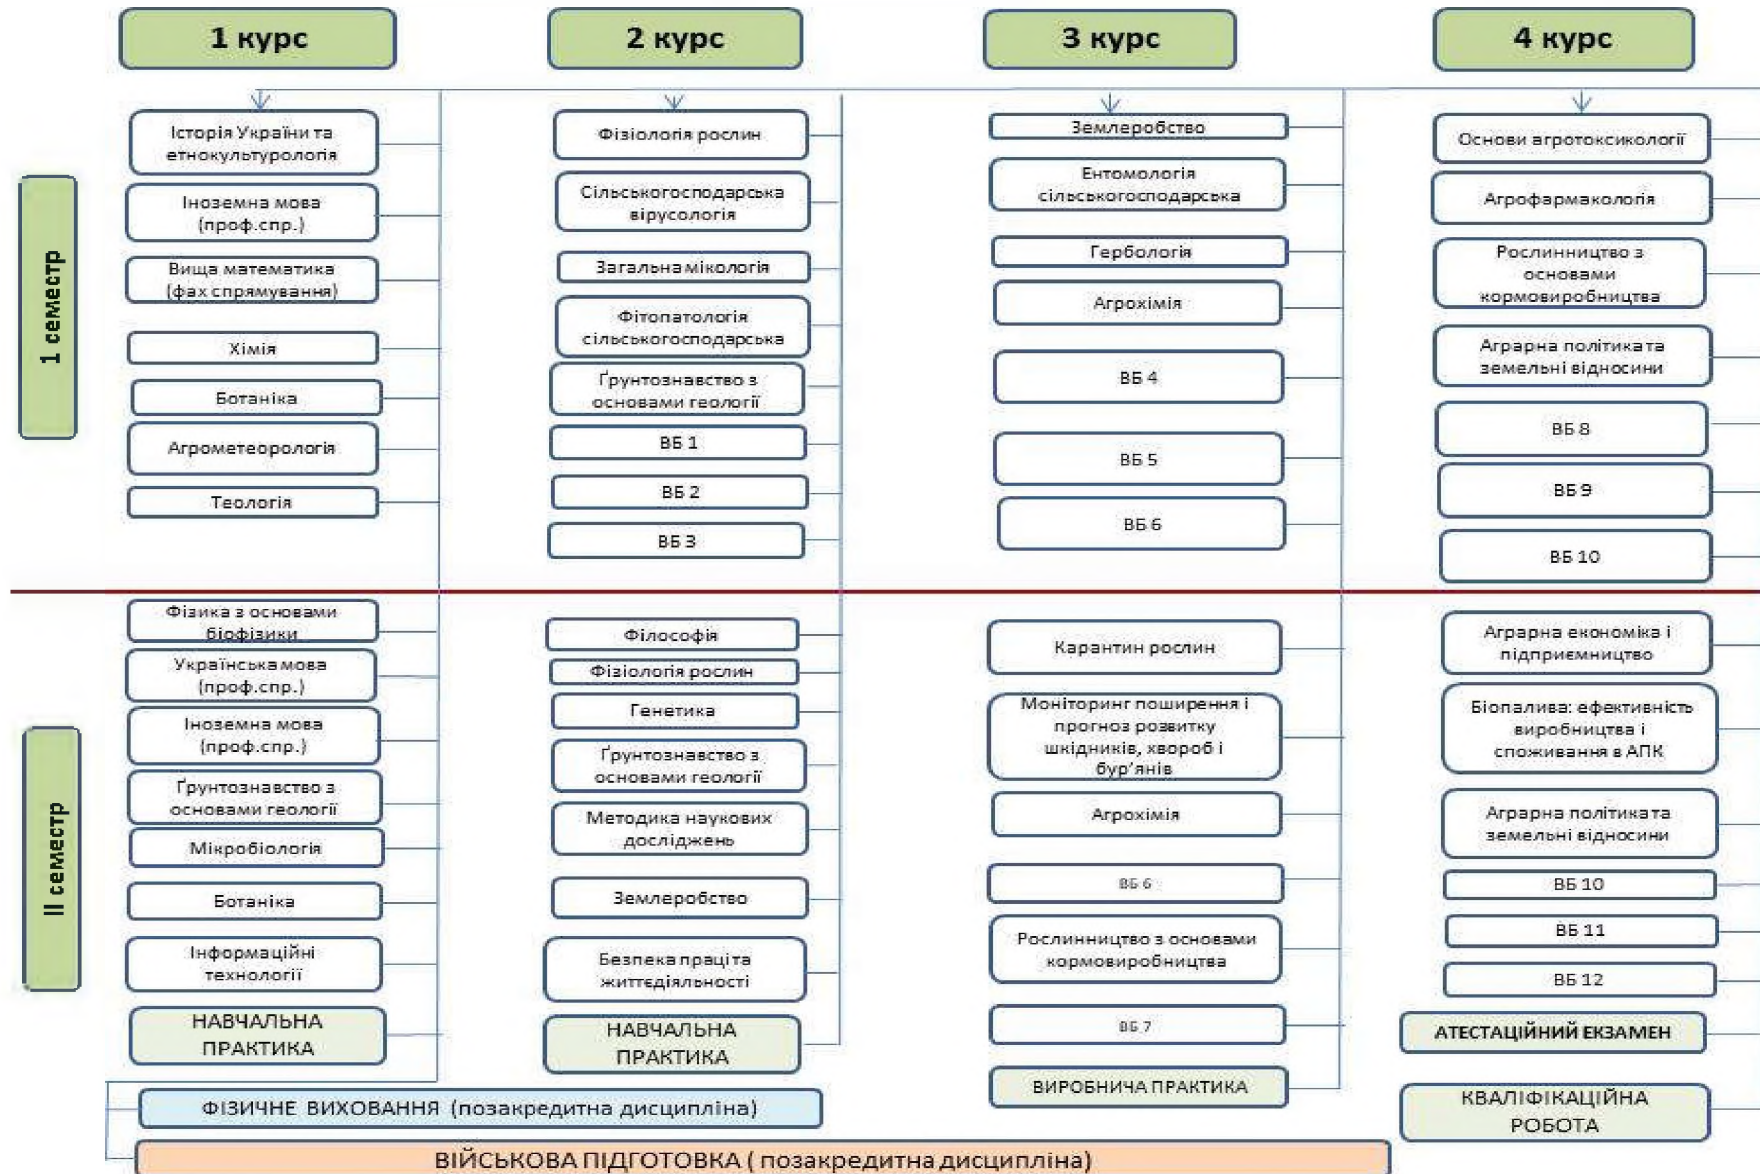 1 курс
2 курс
3 курс
4 курс
1 семестр
Історія України та
етнокультурологія
Іноземна мова
(проф.спр.)
Вища математика
(фах спрямування)
Хімія
Ботаніка
Агрометеорологія
Теологія
Фізіологія рослин
Сільськогосподарська
вірусологія
Загальна мікологія
Фітопатологія
сільськогосподарська
Ґрунтознавство з
основами геології
ВБ 1
ВБ 2
ВБ 3
Землеробство
Ентомологія
сільськогосподарська
Гербологія
Агрохімія
ВБ 4
ВБ 5
ВБ 6
Основи агротоксикології
Агрофармакологія
Рослинництво з
основами
кормовиробництва
Аграрна політика та
земельні відносини
ВБ 8
ВБ 9
ВБ 10
ІІ семестр
Фізика з основами
біофізики
Українська мова
(проф.спр.)
Іноземна мова
(проф.спр.)
Ґрунтознавство з
основами геології
Мікробіологія
Ботаніка
Інформаційні
технології
НАВЧАЛЬНА
ПРАКТИКА
Філософія
Фізіологія рослин
Генетика
Ґрунтознавство з
основами геології
Методика наукових
досліджень
Землеробство
Безпека праці та
життєдіяльності
НАВЧАЛЬНА
ПРАКТИКА
Карантин рослин
Моніторинг поширення і
прогноз розвитку
шкідників, хвороб і
бур’янів
Агрохімія
ВБ 6
Рослинництво з основами
кормовиробництва
ВБ 7
ВИРОБНИЧА ПРАКТИКА
Аграрна економіка і
підприємництво
Біопалива: ефективність
виробництва і
споживання в АПК
Аграрна політика та
земельні відносини
ВБ 10
ВБ 11
ВБ 12
АТЕСТАЦІЙНИЙ ЕКЗАМЕН
КВАЛІФІКАЦІЙНА
РОБОТА
ФІЗИЧНЕ ВИХОВАННЯ (позакредитна дисципліна)
ВІЙСЬКОВА ПІДГОТОВКА ( позакредитна дисципліна)